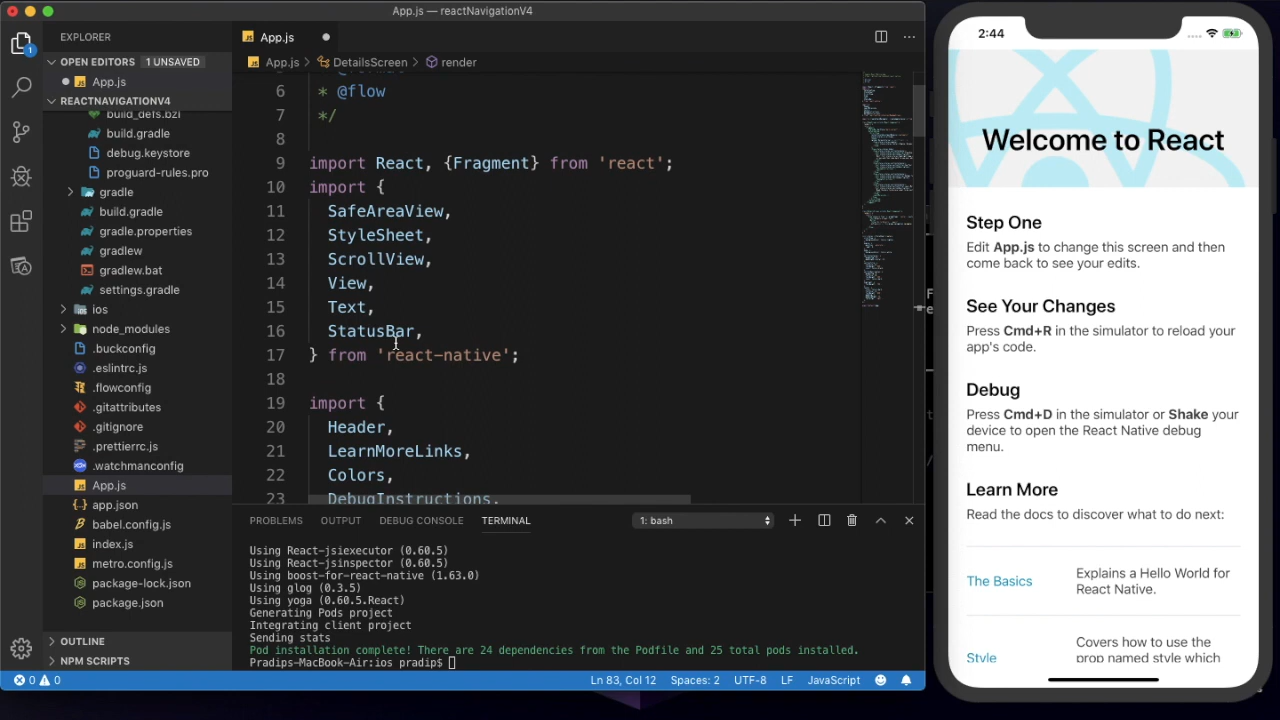 App.js — reactNavigationV4
EXPLORER
OPEN EDITORS 1 UNSAVED
App.js
REACTNAVIGATIONV4
build_defs.bzl
build.gradle
debug.keystore
proguard-rules.pro
gradle
build.gradle
gradle.properties
gradlew
gradlew.bat
settings.gradle
ios
node_modules
.buckconfig
.eslintrc.js
.flowconfig
.gitattributes
.gitignore
.prettierrc.js
.watchmanconfig
App.js
app.json
babel.config.js
index.js
metro.config.js
package-lock.json
package.json
OUTLINE
NPM SCRIPTS
1
App.js
App.js > DetailsScreen > render
6 * @flow
7 */
8
9 import React, {Fragment} from 'react';
10 import {
11 SafeAreaView,
12 StyleSheet,
13 ScrollView,
14 View,
15 Text,
16 StatusBar,
17 } from 'react-native';
18
19 import {
20 Header,
21 LearnMoreLinks,
22 Colors,
23 DebugInstructions,
PROBLEMS OUTPUT DEBUG CONSOLE TERMINAL 1: bash
Using React-jsiexecutor (0.60.5)
Using React-jsinspector (0.60.5)
Using boost-for-react-native (1.63.0)
Using glog (0.3.5)
Using yoga (0.60.5.React)
Generating Pods project
Integrating client project
Sending stats
Pod installation complete! There are 24 dependencies from the Podfile and 25 total pods installed.
Pradips-MacBook-Air:ios pradip$
0 0 Ln 83, Col 12 Spaces: 2 UTF-8 LF JavaScript
2:44
Welcome to React
Step One
Edit App.js to change this screen and then
come back to see your edits.
See Your Changes
Press Cmd+R in the simulator to reload your
app's code.
Debug
Press Cmd+D in the simulator or Shake your
device to open the React Native debug
menu.
Learn More
Read the docs to discover what to do next:
The Basics
Explains a Hello World for
React Native.
Style
Covers how to use the
prop named style which